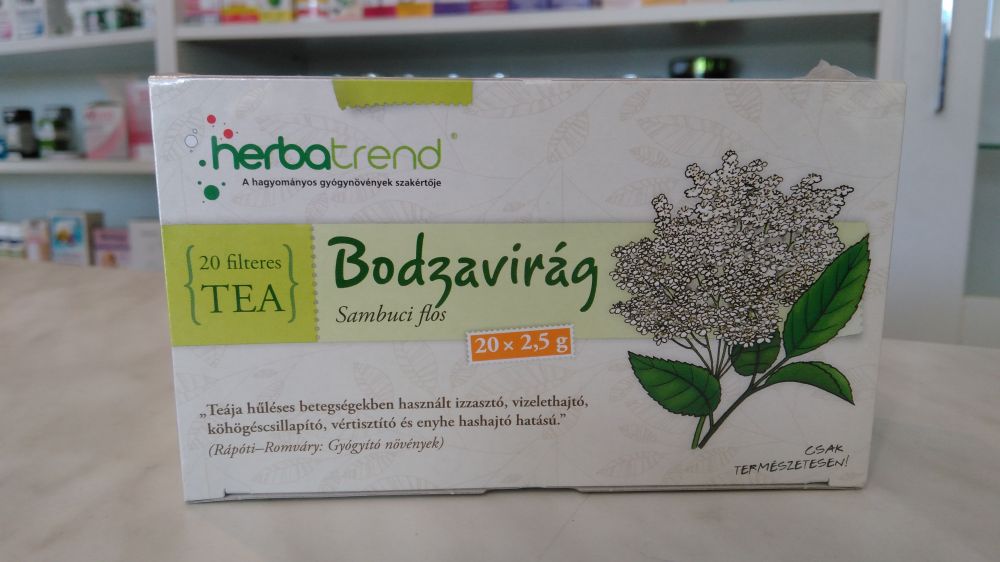 herbatrend®
A hagyományos gyógynövények szakértője
20 filteres
TEA
Bodzavirág
Sambuci flos
20 × 2,5 g
„Teája hűléses betegségekben használt izzasztó, vizelethajtó,
köhögéscsillapító, vértisztító és enyhe hashajtó hatású.”
(Rápóti–Romváry: Gyógyító növények)
CSAK
TERMÉSZETESEN!